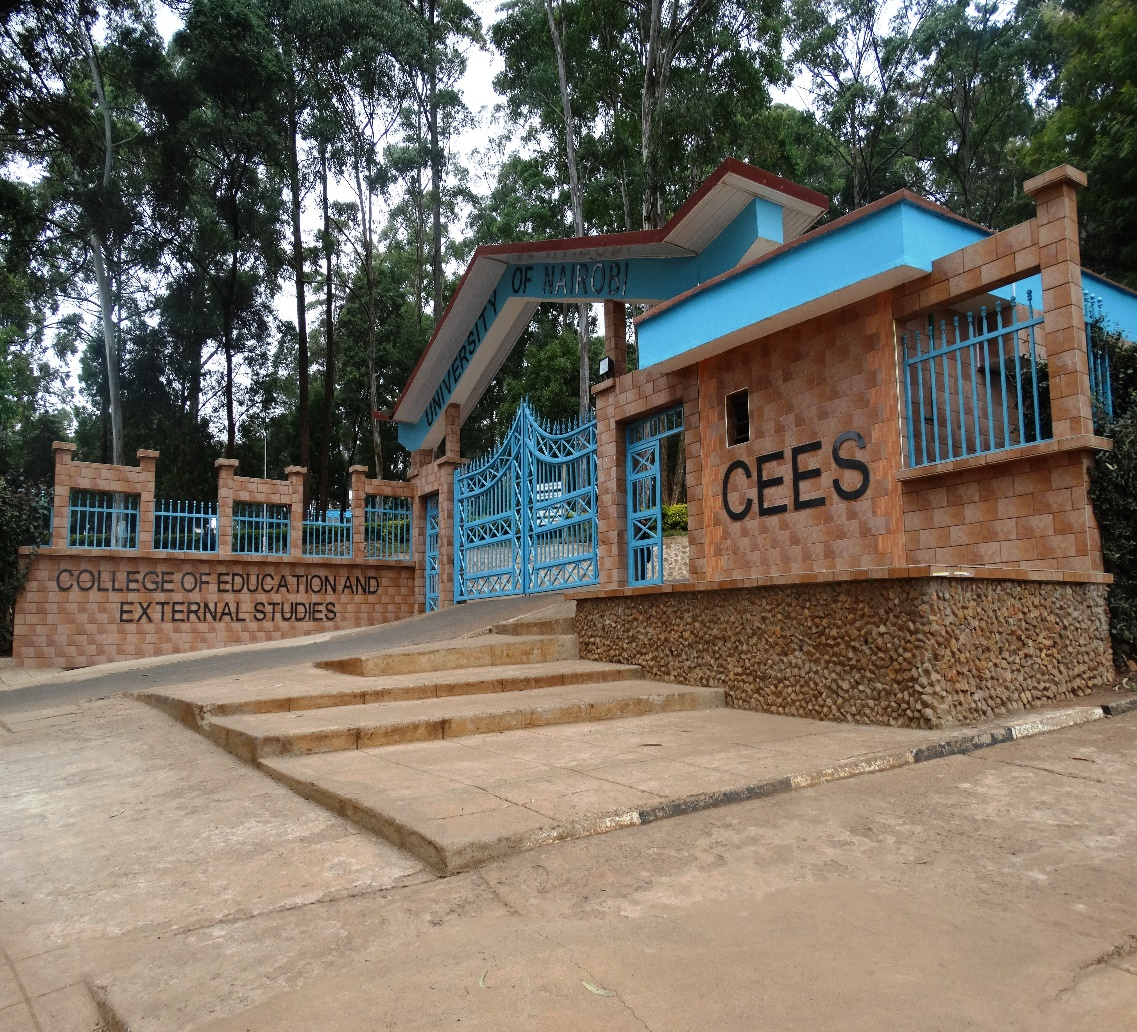 UNIVERSITY OF NAIROBI
CEES
COLLEGE OF EDUCATION AND
EXTERNAL STUDIES